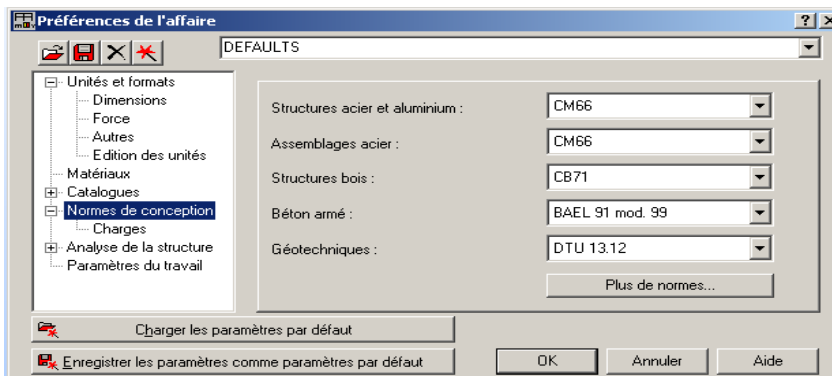 Préférences de l'affaire
DEFAULTS
Unités et formats
Dimensions
Force
Autres
Edition des unités
Matériaux
Catalogues
Normes de conception
Charges
Analyse de la structure
Paramètres du travail
Structures acier et aluminium :
CM66
Assemblages acier :
CM66
Structures bois :
CB71
Béton armé :
BAEL 91 mod. 99
Géotechniques :
DTU 13.12
Plus de normes...
Charger les paramètres par défaut
Enregistrer les paramètres comme paramètres par défaut
OK
Annuler
Aide